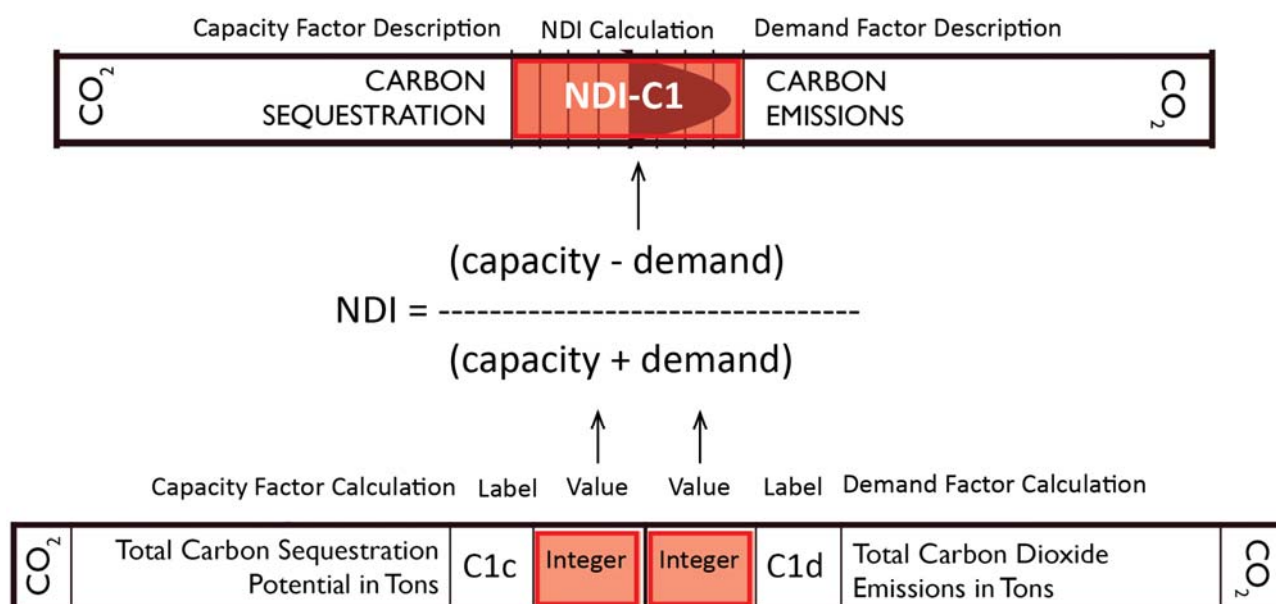 Capacity Factor Description NDI Calculation Demand Factor Description
CO₂ CARBON NDI-C1 CARBON CO₂
SEQUESTRATION EMISSIONS
(capacity - demand)
NDI = ---------------------------------
(capacity + demand)
Capacity Factor Calculation Label Value Value Label Demand Factor Calculation
CO₂ Total Carbon Sequestration C1c Integer Integer C1d Total Carbon Dioxide CO₂
Potential in Tons Emissions in Tons